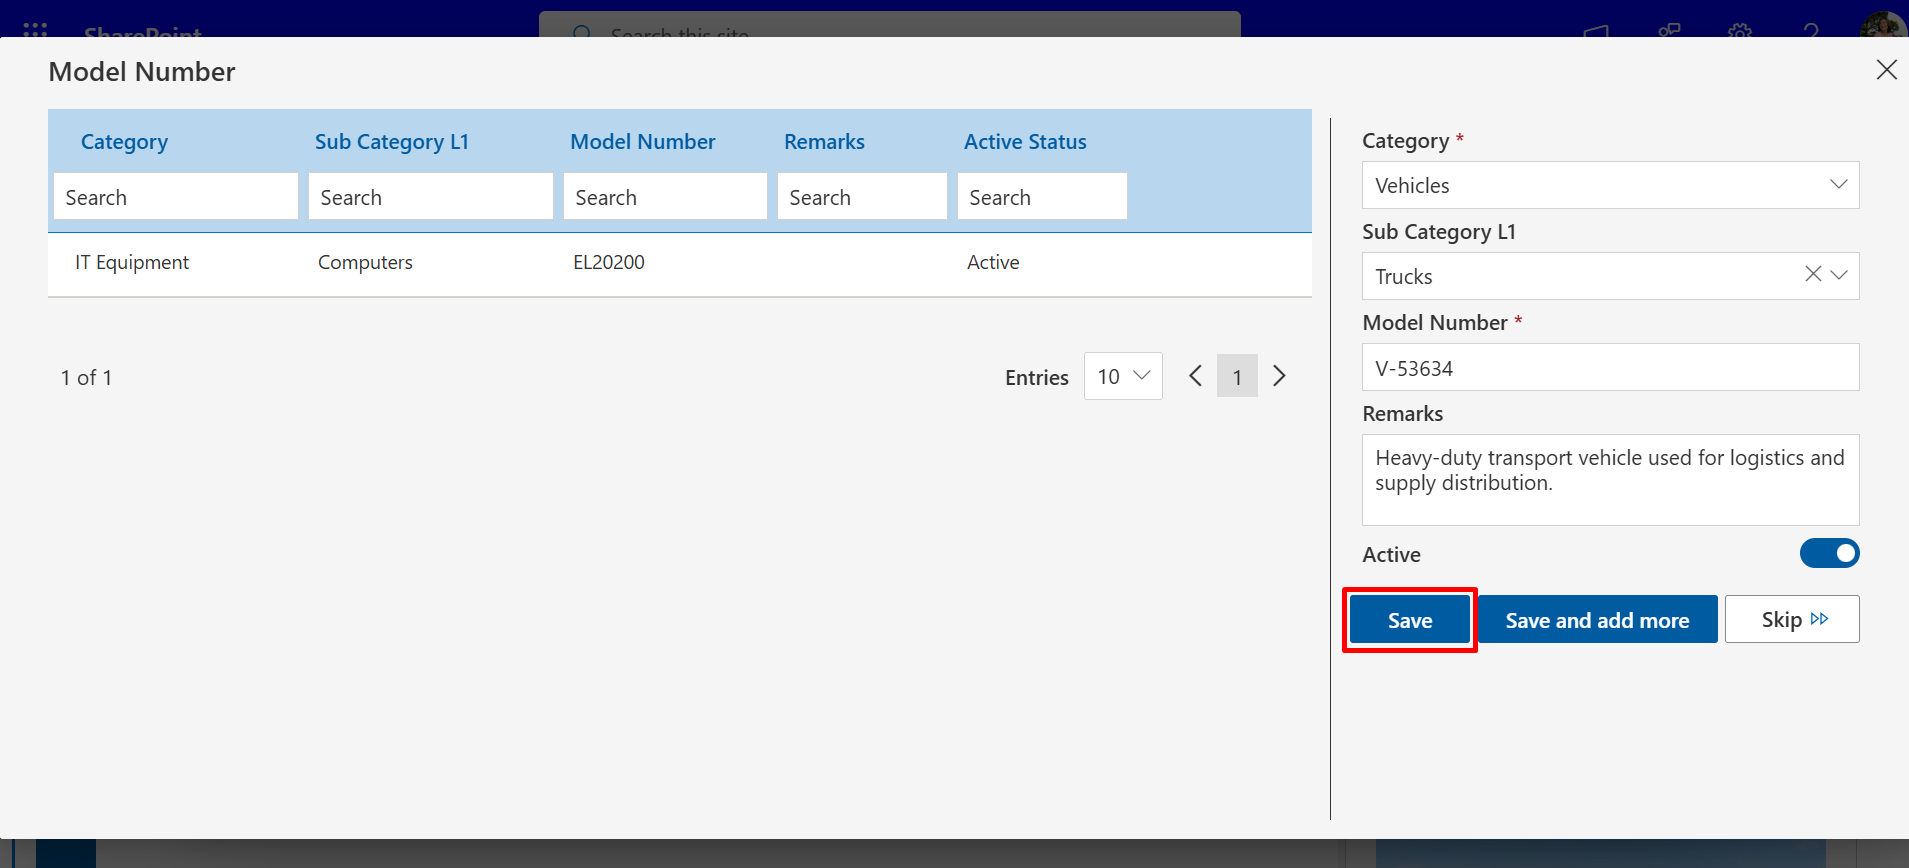 SharePoint
Search this site
Model Number
Category Sub Category L1 Model Number Remarks Active Status
Search Search Search Search Search
IT Equipment Computers EL20200 Active
1 of 1 Entries 10 1
Category *
Vehicles
Sub Category L1
Trucks
Model Number *
V-53634
Remarks
Heavy-duty transport vehicle used for logistics and
supply distribution.
Active
Save Save and add more Skip